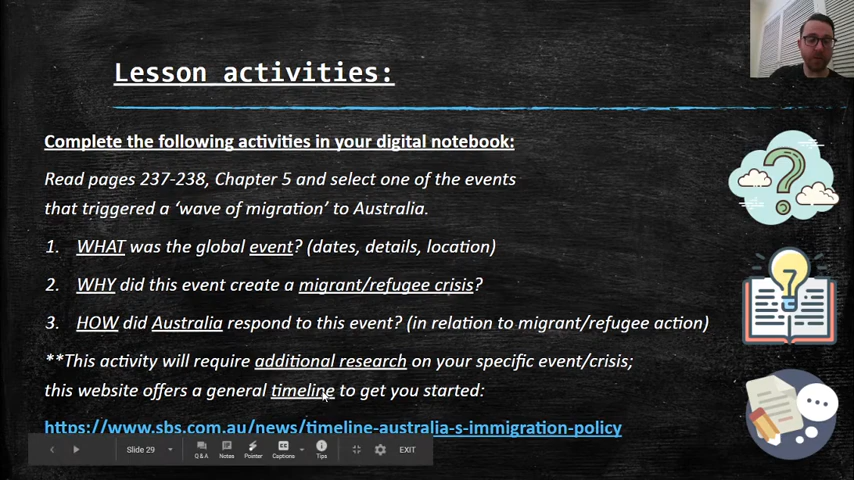 Lesson activities:
Complete the following activities in your digital notebook:
Read pages 237-238, Chapter 5 and select one of the events
that triggered a ‘wave of migration’ to Australia.
1. WHAT was the global event? (dates, details, location)
2. WHY did this event create a migrant/refugee crisis?
3. HOW did Australia respond to this event? (in relation to migrant/refugee action)
**This activity will require additional research on your specific event/crisis;
this website offers a general timeline to get you started:
https://www.sbs.com.au/news/timeline-australia-s-immigration-policy
Slide 29
Q & A
Notes
Pointer
Captions
Tips
EXIT